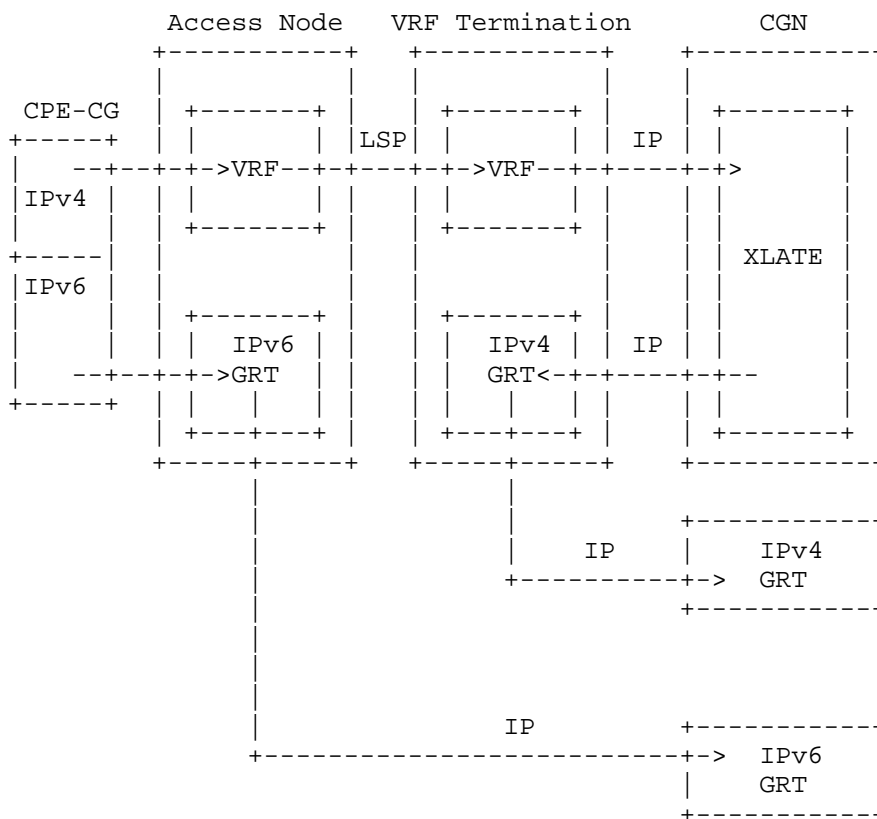 Access Node VRF Termination CGN
CPE-CG
LSP IP
VRF VRF
IPv4
XLATE
IPv6
IPv6 IPv4 IP
GRT GRT
IP IPv4
GRT
IP
IPv6
GRT